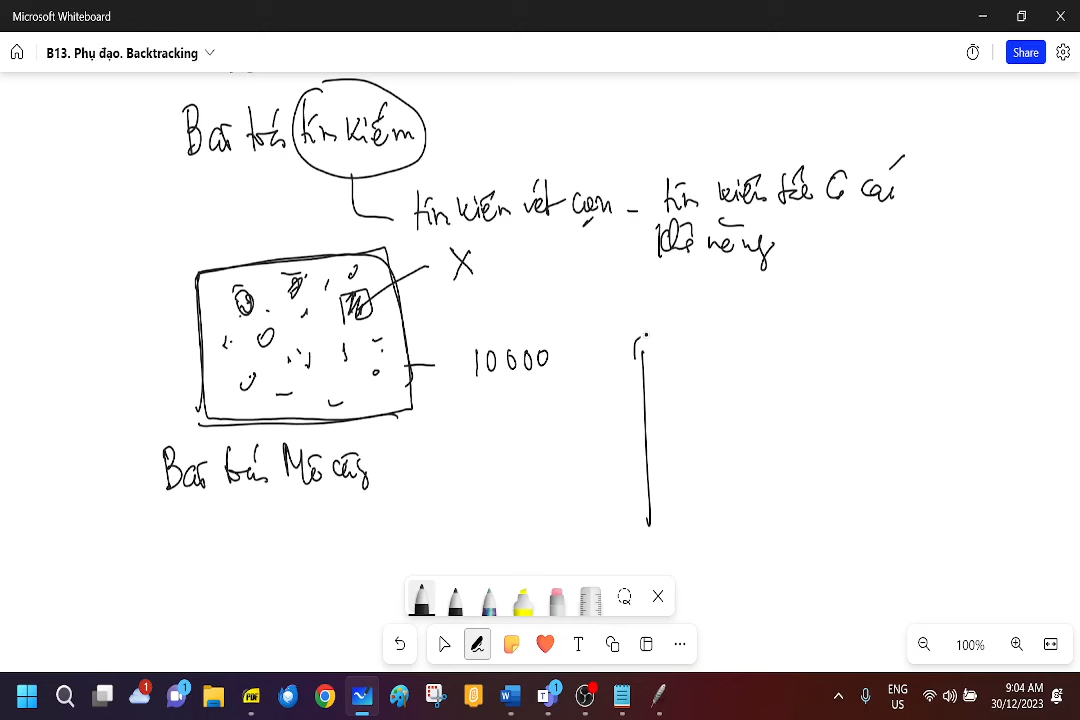 Microsoft Whiteboard
B13. Phụ đạo. Backtracking
Share
Bài toán tìm kiếm
tìm kiếm vét cạn - tìm kiếm tất cả các
khả năng
X
10000
Bài toán Mê cung
100%
ENG
US
9:04 AM
30/12/2023